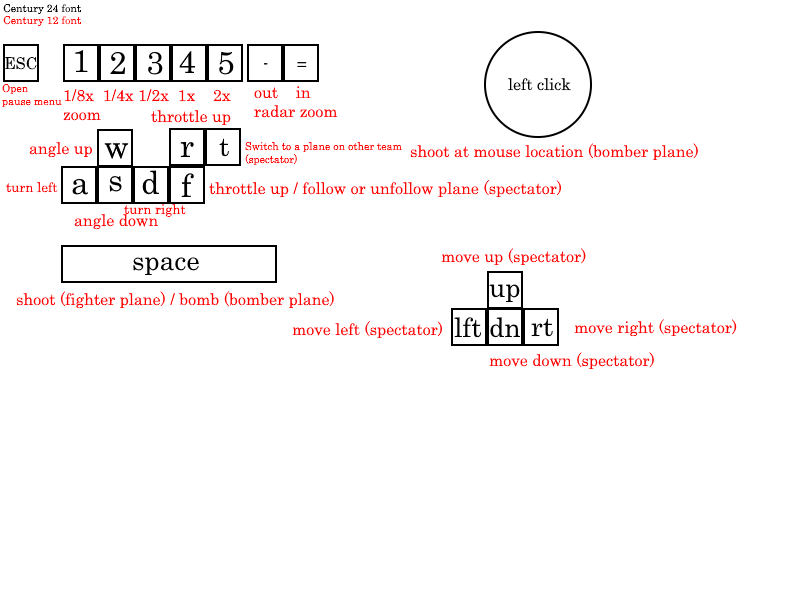 Century 24 font
Century 12 font
ESC 1 2 3 4 5 - =
left click
Open
pause menu
1/8x 1/4x 1/2x 1x 2x
zoom
out in
radar zoom
throttle up
angle up w r t
Switch to a plane on other team
(spectator)
shoot at mouse location (bomber plane)
turn left a s d f throttle up / follow or unfollow plane (spectator)
turn right
angle down
space
shoot (fighter plane) / bomb (bomber plane)
move up (spectator)
up
move left (spectator) lft dn rt move right (spectator)
move down (spectator)